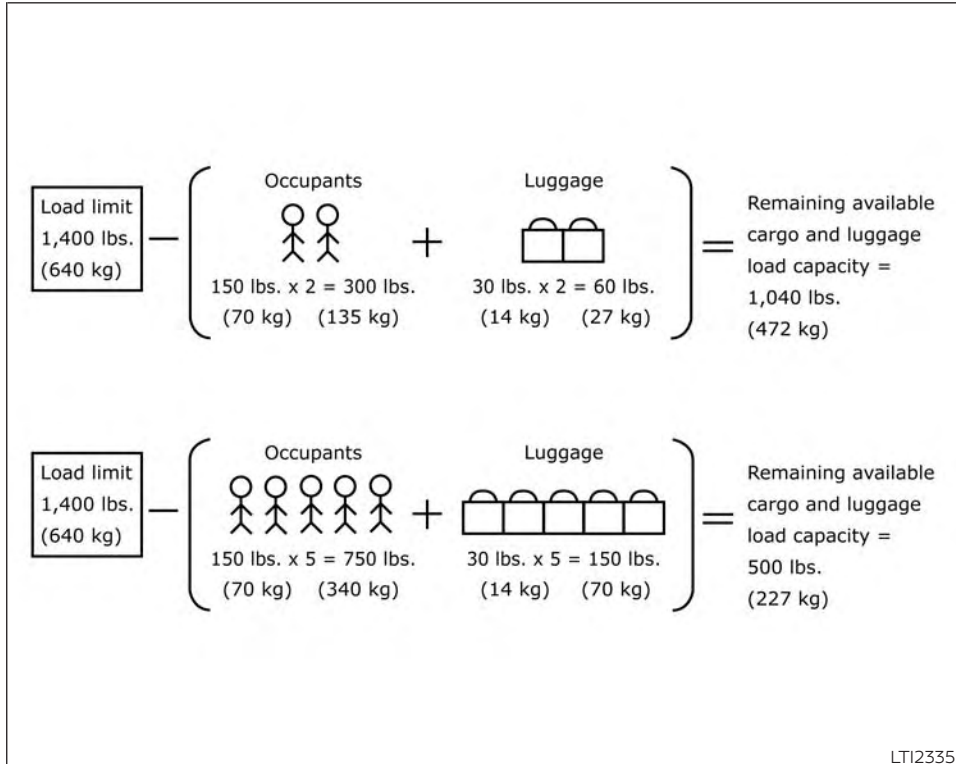 Load limit
1,400 lbs.
(640 kg)
Occupants
150 lbs. x 2 = 300 lbs.
(70 kg) (135 kg)
Luggage
30 lbs. x 2 = 60 lbs.
(14 kg) (27 kg)
Remaining available
cargo and luggage
load capacity =
1,040 lbs.
(472 kg)
Load limit
1,400 lbs.
(640 kg)
Occupants
150 lbs. x 5 = 750 lbs.
(70 kg) (340 kg)
Luggage
30 lbs. x 5 = 150 lbs.
(14 kg) (70 kg)
Remaining available
cargo and luggage
load capacity =
500 lbs.
(227 kg)
LTI2335